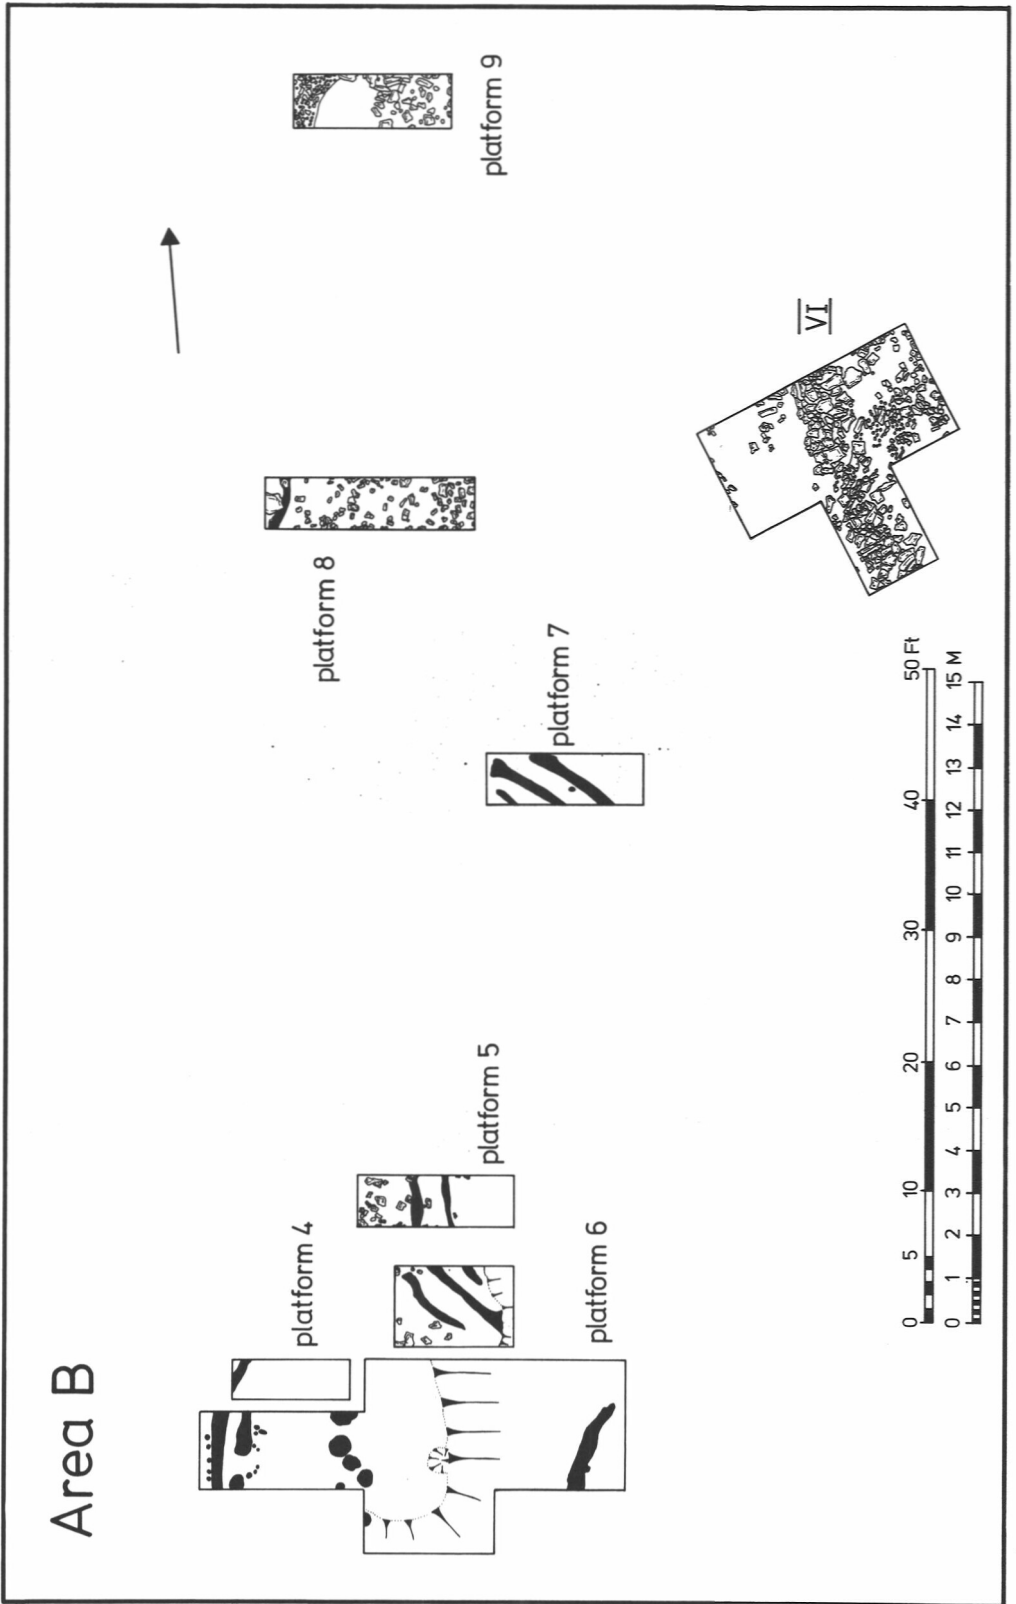 Area B
platform 4
platform 5
platform 6
platform 7
platform 8
platform 9
VI
0 5 10 20 30 40 50 Ft
0 1 2 3 4 5 6 7 8 9 10 11 12 13 14 15 M